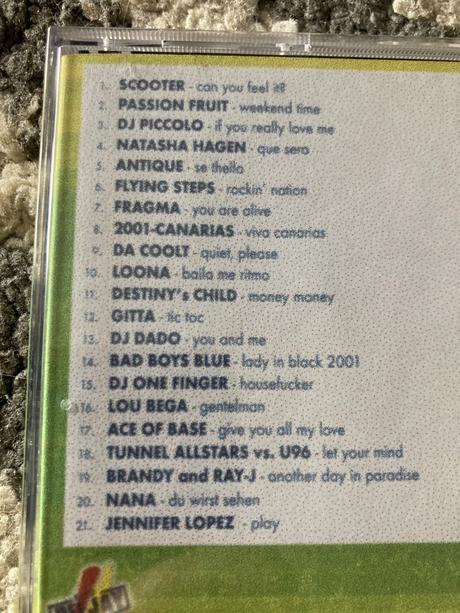 1. SCOOTER - can you feel it?
2. PASSION FRUIT - weekend time
3. DJ PICCOLO - if you really love me
4. NATASHA HAGEN - que sera
5. ANTIQUE - se thello
6. FLYING STEPS - rockin' nation
7. FRAGMA - you are alive
8. 2001-CANARIAS - viva canarias
9. DA COOLT - quiet, please
10. LOONA - baila me ritmo
11. DESTINY's CHILD - money money
12. GITTA - tic toc
13. DJ DADO - you and me
14. BAD BOYS BLUE - lady in black 2001
15. DJ ONE FINGER - housefucker
16. LOU BEGA - gentelman
17. ACE OF BASE - give you all my love
18. TUNNEL ALLSTARS vs. U96 - let your mind
19. BRANDY and RAY-J - another day in paradise
20. NANA - du wirst sehen
21. JENNIFER LOPEZ - play